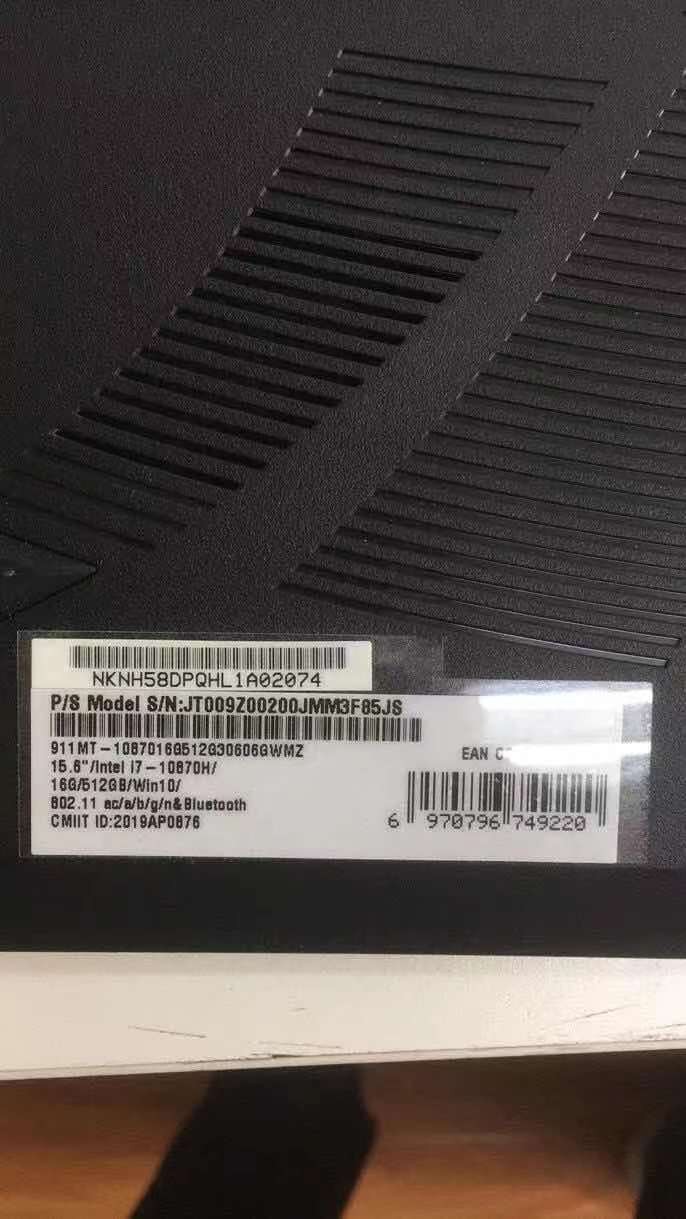 NKNH58DPQHL1A02074
P/S Model S/N:JT009Z00200JMM3F85JS
911MT-1087016G512G30606GWMZ
15.6"/Intel i7-10870H/
16G/512GB/Win10/
802.11 ac/a/b/g/n&Bluetooth
CMIIT ID:2019AP0876
EAN
6 970796 749220